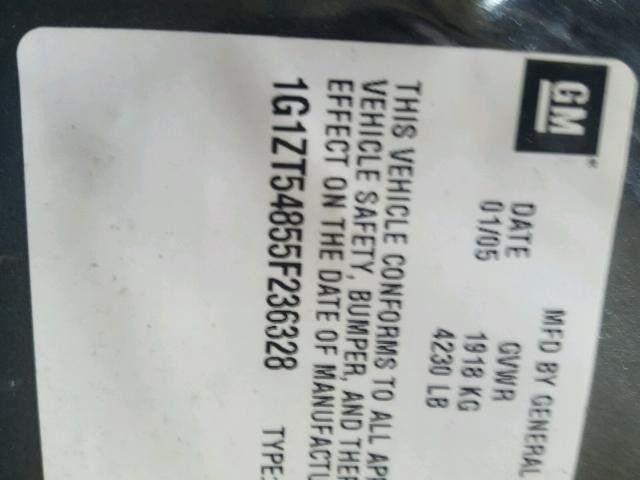 GM
MFD BY GENERAL
DATE GVWR
01/05 1918 KG
4230 LB
THIS VEHICLE CONFORMS TO ALL
VEHICLE SAFETY, BUMPER, AND
EFFECT ON THE DATE OF
1G1ZT54855F236328 TYPE: